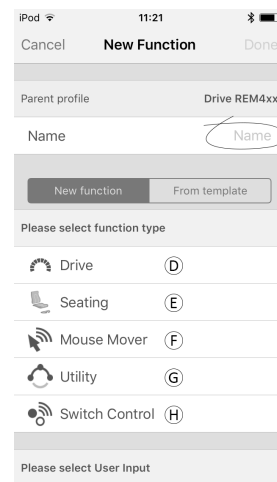 iPod 11:21
Cancel New Function Done
Parent profile Drive REM4xx
Name Name
New function From template
Please select function type
Drive D
Seating E
Mouse Mover F
Utility G
Switch Control H
Please select User Input